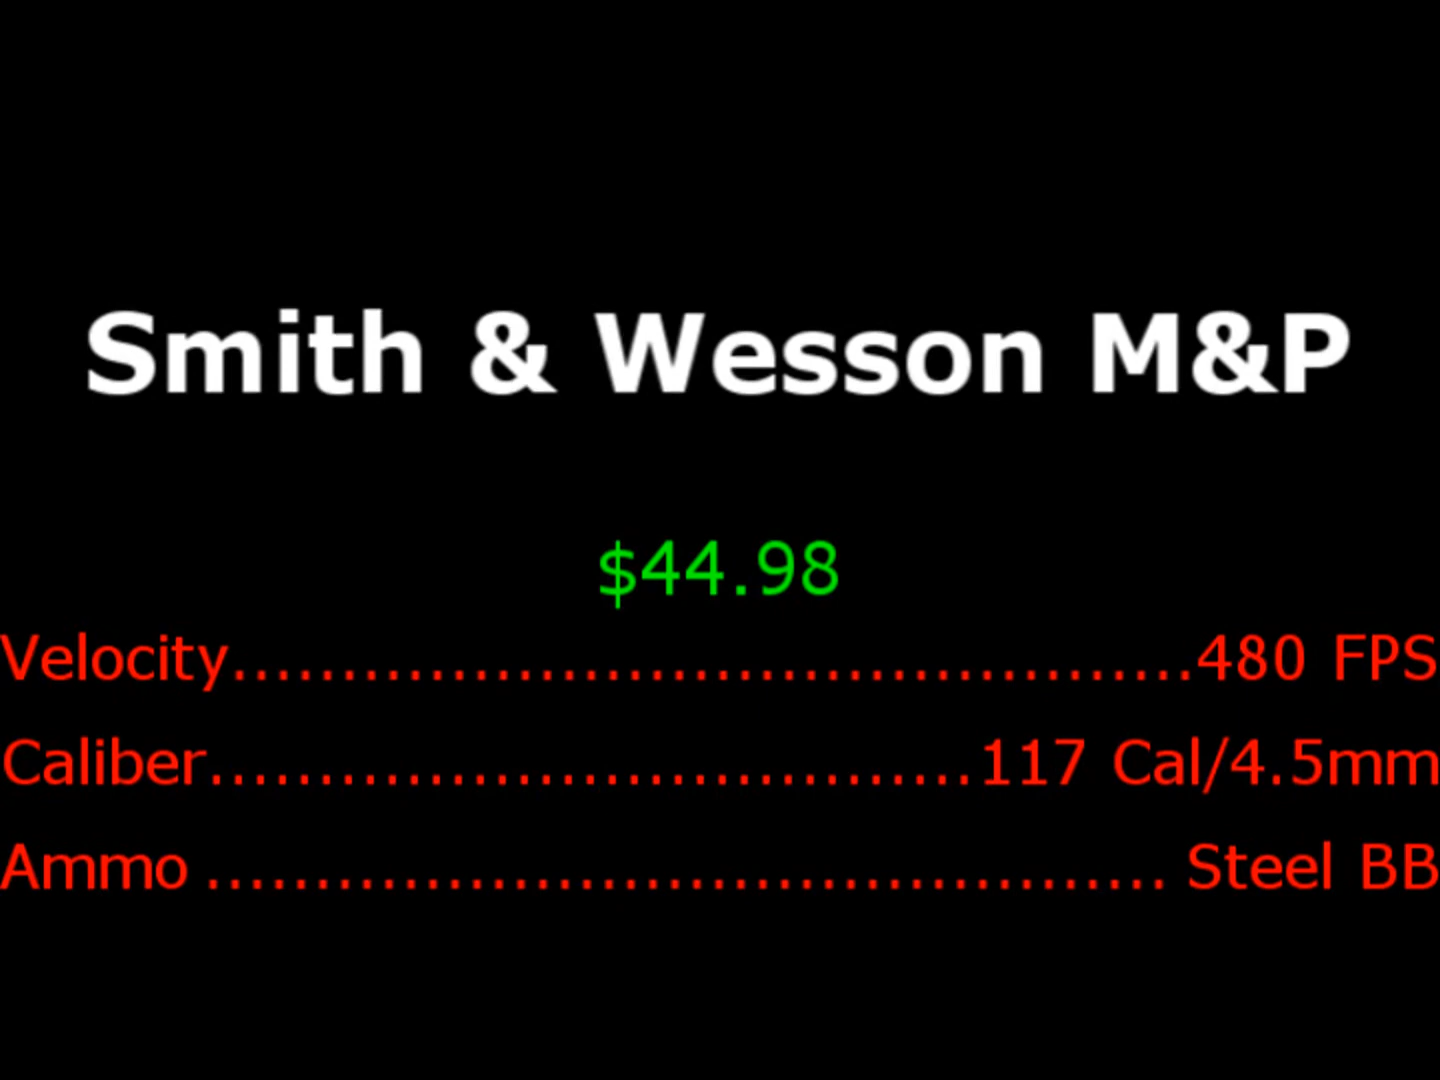 Smith & Wesson M&P
$44.98
Velocity............................................480 FPS
Caliber...................................117 Cal/4.5mm
Ammo ............................................ Steel BB